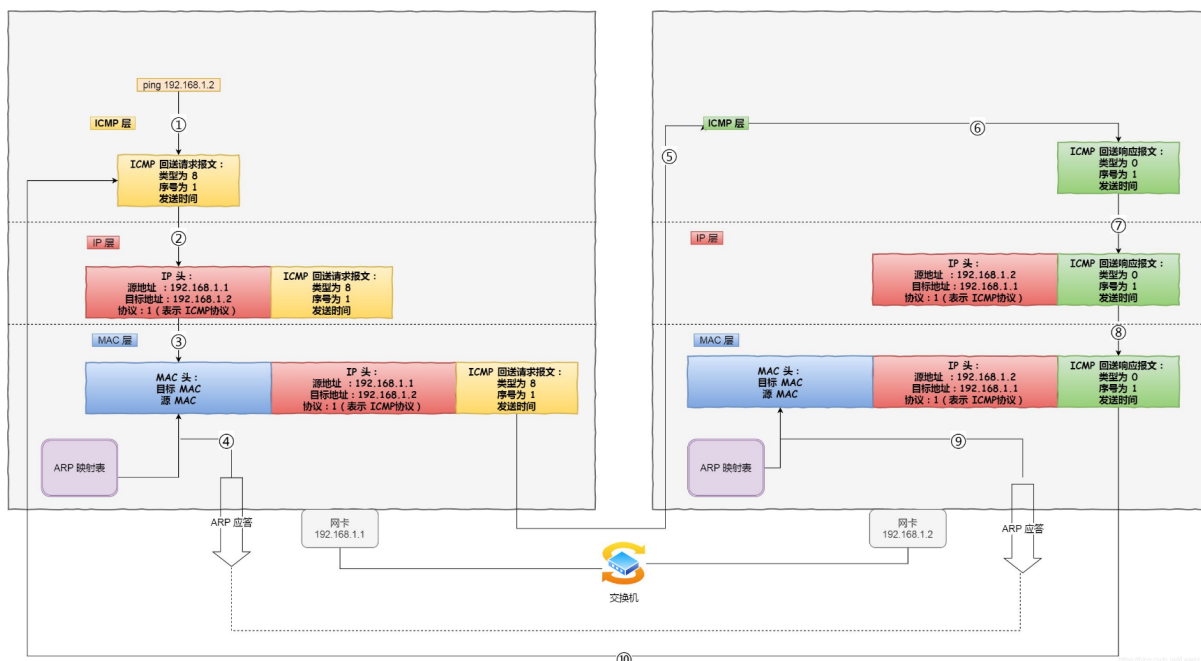 ping 192.168.1.2
①
ICMP 层
ICMP 回送请求报文：
类型为 8
序号为 1
发送时间
②
IP 层
IP 头：
源地址 ：192.168.1.1
目标地址：192.168.1.2
协议：1 ( 表示 ICMP协议 )
ICMP 回送请求报文：
类型为 8
序号为 1
发送时间
③
MAC 层
MAC 头：
目标 MAC
源 MAC
IP 头：
源地址 ：192.168.1.1
目标地址：192.168.1.2
协议：1 ( 表示 ICMP协议 )
ICMP 回送请求报文：
类型为 8
序号为 1
发送时间
④
ARP 映射表
ARP 应答
网卡
192.168.1.1
交换机
⑤
ICMP 层
⑥
ICMP 回送响应报文：
类型为 0
序号为 1
发送时间
⑦
IP 层
IP 头：
源地址 ：192.168.1.2
目标地址：192.168.1.1
协议：1 ( 表示 ICMP协议 )
ICMP 回送响应报文：
类型为 0
序号为 1
发送时间
⑧
MAC 层
MAC 头：
目标 MAC
源 MAC
IP 头：
源地址 ：192.168.1.2
目标地址：192.168.1.1
协议：1 ( 表示 ICMP协议 )
ICMP 回送响应报文：
类型为 0
序号为 1
发送时间
⑨
ARP 映射表
ARP 应答
网卡
192.168.1.2
⑩